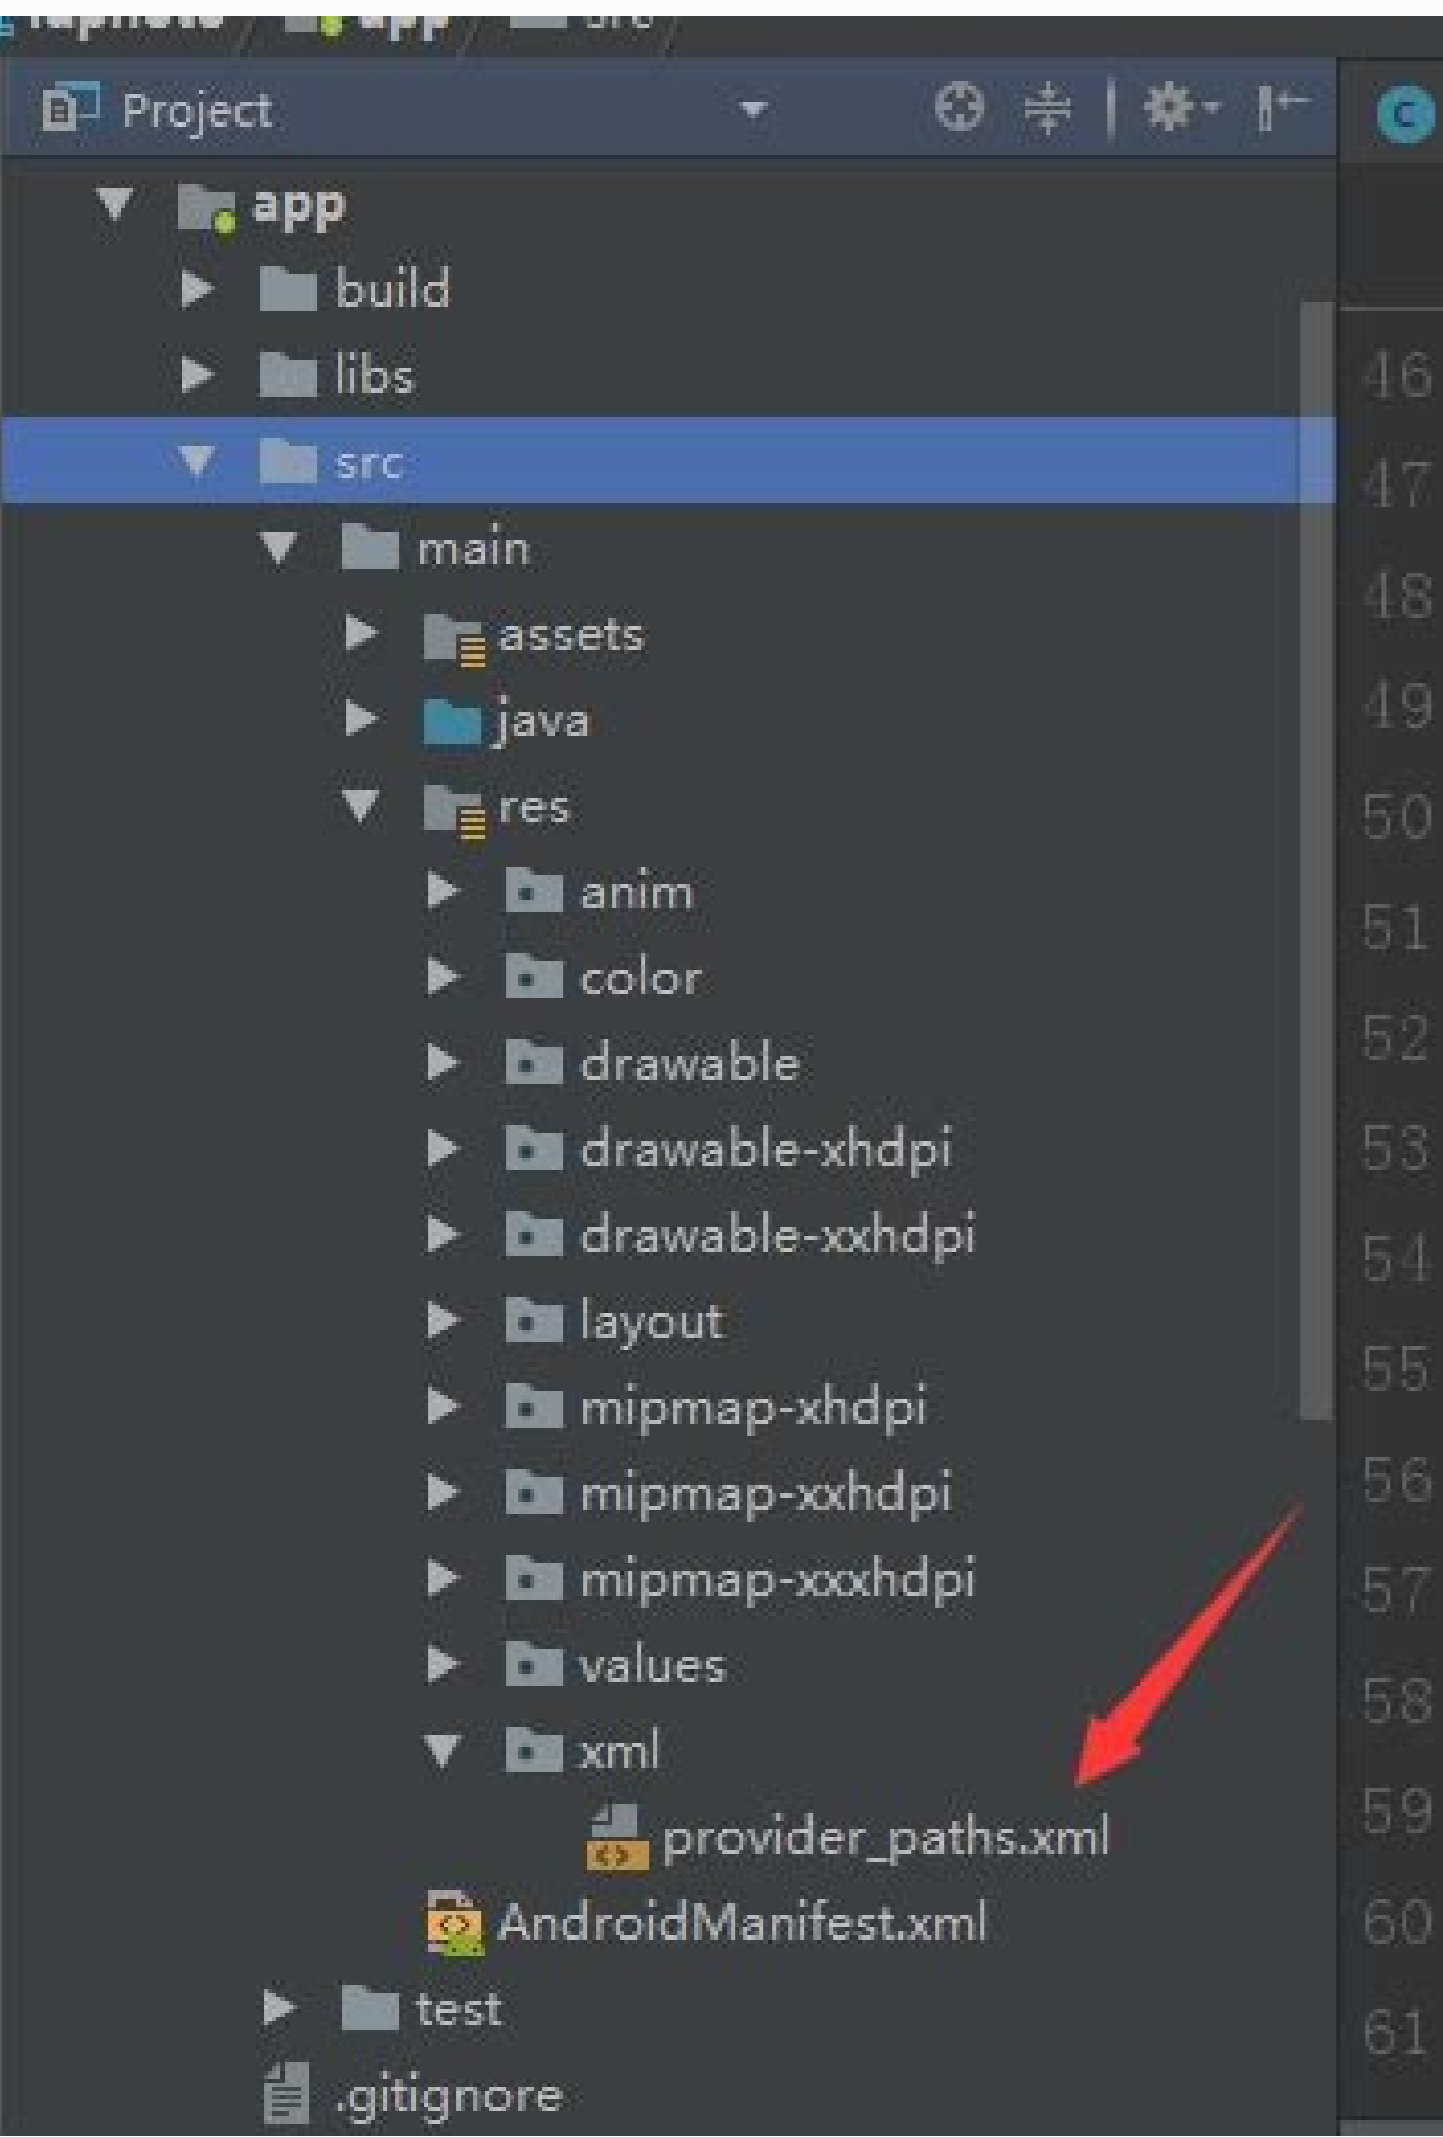 app
src
Project
app
build
libs
src
main
assets
java
res
anim
color
drawable
drawable-xhdpi
drawable-xxhdpi
layout
mipmap-xhdpi
mipmap-xxhdpi
mipmap-xxxhdpi
values
xml
provider_paths.xml
AndroidManifest.xml
test
.gitignore
C
46
47
48
49
50
51
52
53
54
55
56
57
58
59
60
61